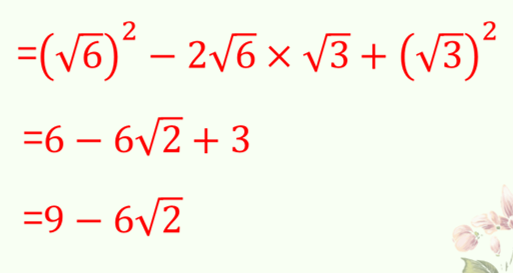 =(√6)² − 2√6 × √3 + (√3)²
=6 − 6√2 + 3
=9 − 6√2